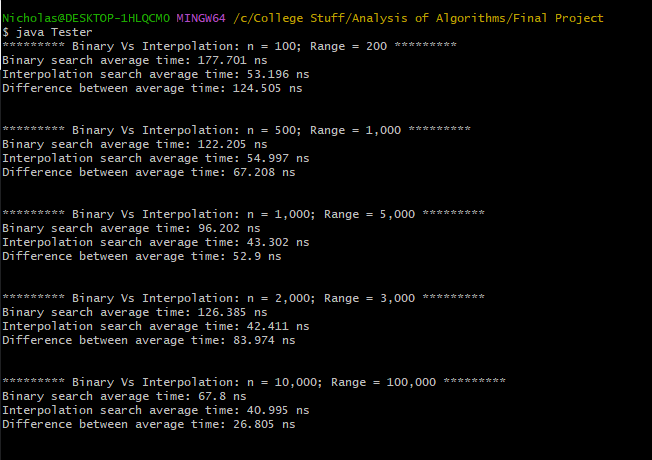 Nicholas@DESKTOP-1HLQCMO MINGW64 /c/College Stuff/Analysis of Algorithms/Final Project
$ java Tester
********* Binary Vs Interpolation: n = 100; Range = 200 *********
Binary search average time: 177.701 ns
Interpolation search average time: 53.196 ns
Difference between average time: 124.505 ns
********* Binary Vs Interpolation: n = 500; Range = 1,000 *********
Binary search average time: 122.205 ns
Interpolation search average time: 54.997 ns
Difference between average time: 67.208 ns
********* Binary Vs Interpolation: n = 1,000; Range = 5,000 *********
Binary search average time: 96.202 ns
Interpolation search average time: 43.302 ns
Difference between average time: 52.9 ns
********* Binary Vs Interpolation: n = 2,000; Range = 3,000 *********
Binary search average time: 126.385 ns
Interpolation search average time: 42.411 ns
Difference between average time: 83.974 ns
********* Binary Vs Interpolation: n = 10,000; Range = 100,000 *********
Binary search average time: 67.8 ns
Interpolation search average time: 40.995 ns
Difference between average time: 26.805 ns